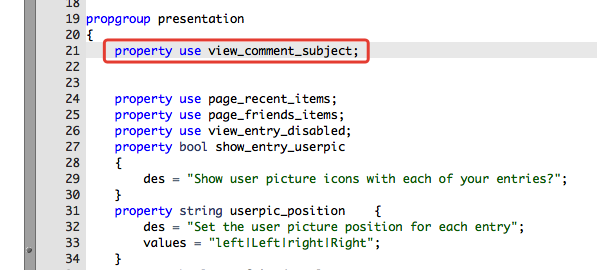 18
19 propgroup presentation
20 {
21 property use view_comment_subject;
22
23
24 property use page_recent_items;
25 property use page_friends_items;
26 property use view_entry_disabled;
27 property bool show_entry_userpic
28 {
29 des = "Show user picture icons with each of your entries?";
30 }
31 property string userpic_position {
32 des = "Set the user picture position for each entry";
33 values = "left|Left|right|Right";
34 }